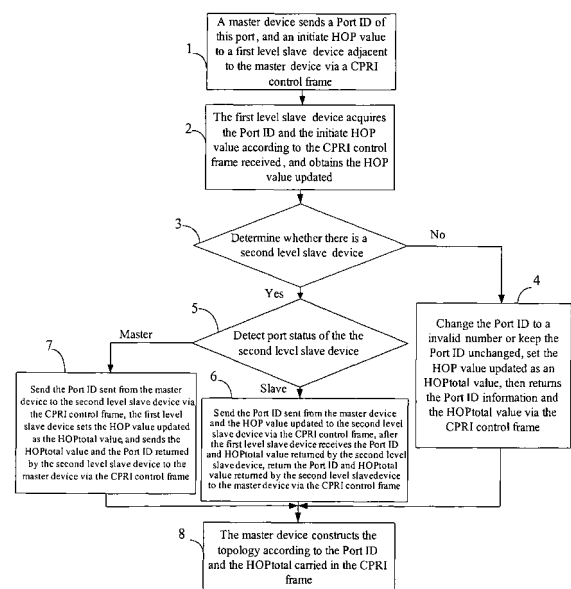 A master device sends a Port ID of
this port, and an initiate HOP value
to a first level slave device adjacent
to the master device via a CPRI
control frame
1
The first level slave device acquires
the Port ID and the initiate HOP
value according to the CPRI control
frame received, and obtains the HOP
value updated
2
3
Determine whether there is a
second level slave device
No
Yes
4
Change the Port ID to a
invalid number or keep the
Port ID unchanged, set the
HOP value updated as an
HOPtotal value, then returns
the Port ID information and
the HOPtotal value via the
CPRI control frame
5
Detect port status of the the
second level slave device
Master
Slave
7
Send the Port ID sent from the master
device to the second level slave device via
the CPRI control frame, the first level
slave device sets the HOP value updated
as the HOPtotal value, and sends the
HOPtotal value and the Port ID returned
by the second level slave device to the
master device via the CPRI control frame
6
Send the Port ID sent from the master device
and the HOP value updated to the second level
slave device via the CPRI control frame, after
the first level slave device receives the Port ID
and HOPtotal value returned by the second level
slave device, return the Port ID and HOPtotal
value returned by the second level slavedevice
to the master device via the CPRI control frame
8
The master device constructs the
topology according to the Port ID
and the HOPtotal carried in the CPRI
frame